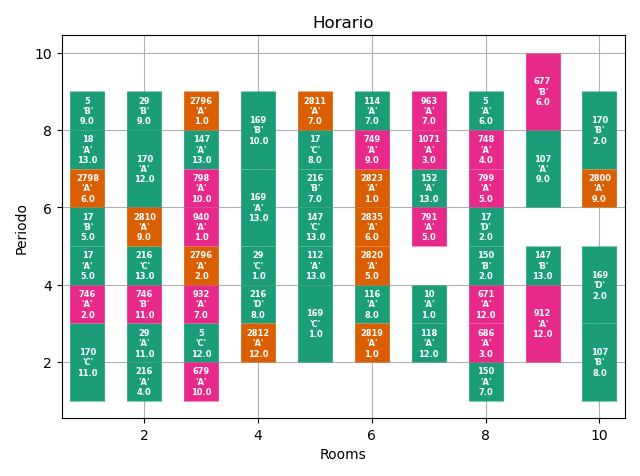 Horario
Periodo
10
8
6
4
2
5
'B'
9.0
18
'A'
13.0
2798
'A'
6.0
17
'B'
5.0
17
'A'
5.0
746
'A'
2.0
170
'C'
11.0
29
'B'
9.0
170
'A'
12.0
2810
'A'
9.0
216
'C'
13.0
746
'B'
11.0
29
'A'
11.0
216
'A'
4.0
2796
'A'
1.0
147
'A'
13.0
798
'A'
10.0
940
'A'
1.0
2796
'A'
2.0
932
'A'
7.0
5
'C'
12.0
679
'A'
10.0
169
'B'
10.0
169
'A'
13.0
29
'C'
1.0
216
'D'
8.0
2812
'A'
12.0
2811
'A'
7.0
17
'C'
8.0
216
'B'
7.0
147
'C'
13.0
112
'A'
13.0
169
'C'
1.0
114
'A'
7.0
749
'A'
9.0
2823
'A'
1.0
2835
'A'
6.0
2820
'A'
5.0
116
'A'
8.0
2819
'A'
1.0
963
'A'
7.0
1071
'A'
3.0
152
'A'
13.0
791
'A'
5.0
10
'A'
1.0
118
'A'
12.0
5
'A'
6.0
748
'A'
4.0
799
'A'
5.0
17
'D'
2.0
150
'B'
2.0
671
'A'
12.0
686
'A'
3.0
150
'A'
7.0
677
'B'
6.0
107
'A'
9.0
147
'B'
13.0
912
'A'
12.0
170
'B'
2.0
2800
'A'
9.0
169
'D'
2.0
107
'B'
8.0
2
4
6
8
10
Rooms